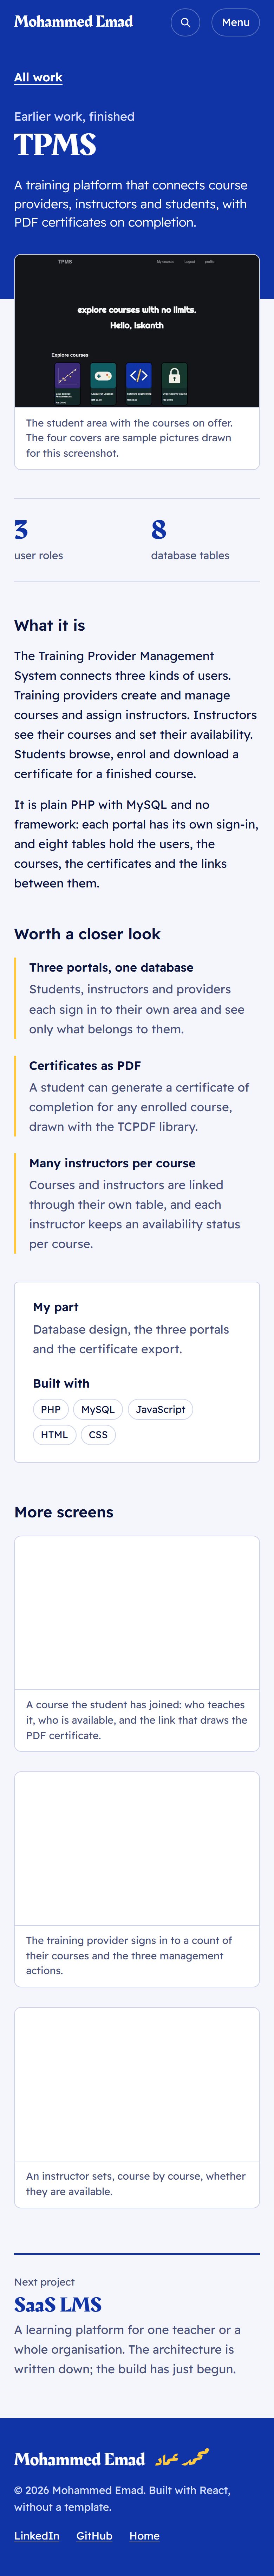 Mohammed Emad
Menu
All work
Earlier work, finished
TPMS
A training platform that connects course
providers, instructors and students, with
PDF certificates on completion.
TPMS
My courses
Logout
profile
explore courses with no limits.
Hello, Iskanth
Explore courses
The student area with the courses on offer.
The four covers are sample pictures drawn
for this screenshot.
3
user roles
8
database tables
What it is
The Training Provider Management
System connects three kinds of users.
Training providers create and manage
courses and assign instructors. Instructors
see their courses and set their availability.
Students browse, enrol and download a
certificate for a finished course.
It is plain PHP with MySQL and no
framework: each portal has its own sign-in,
and eight tables hold the users, the
courses, the certificates and the links
between them.
Worth a closer look
Three portals, one database
Students, instructors and providers
each sign in to their own area and see
only what belongs to them.
Certificates as PDF
A student can generate a certificate of
completion for any enrolled course,
drawn with the TCPDF library.
Many instructors per course
Courses and instructors are linked
through their own table, and each
instructor keeps an availability status
per course.
My part
Database design, the three portals
and the certificate export.
Built with
PHP
MySQL
JavaScript
HTML
CSS
More screens
A course the student has joined: who teaches
it, who is available, and the link that draws the
PDF certificate.
The training provider signs in to a count of
their courses and the three management
actions.
An instructor sets, course by course, whether
they are available.
Next project
SaaS LMS
A learning platform for one teacher or a
whole organisation. The architecture is
written down; the build has just begun.
Mohammed Emad
محمد عماد
© 2026 Mohammed Emad. Built with React,
without a template.
LinkedIn
GitHub
Home